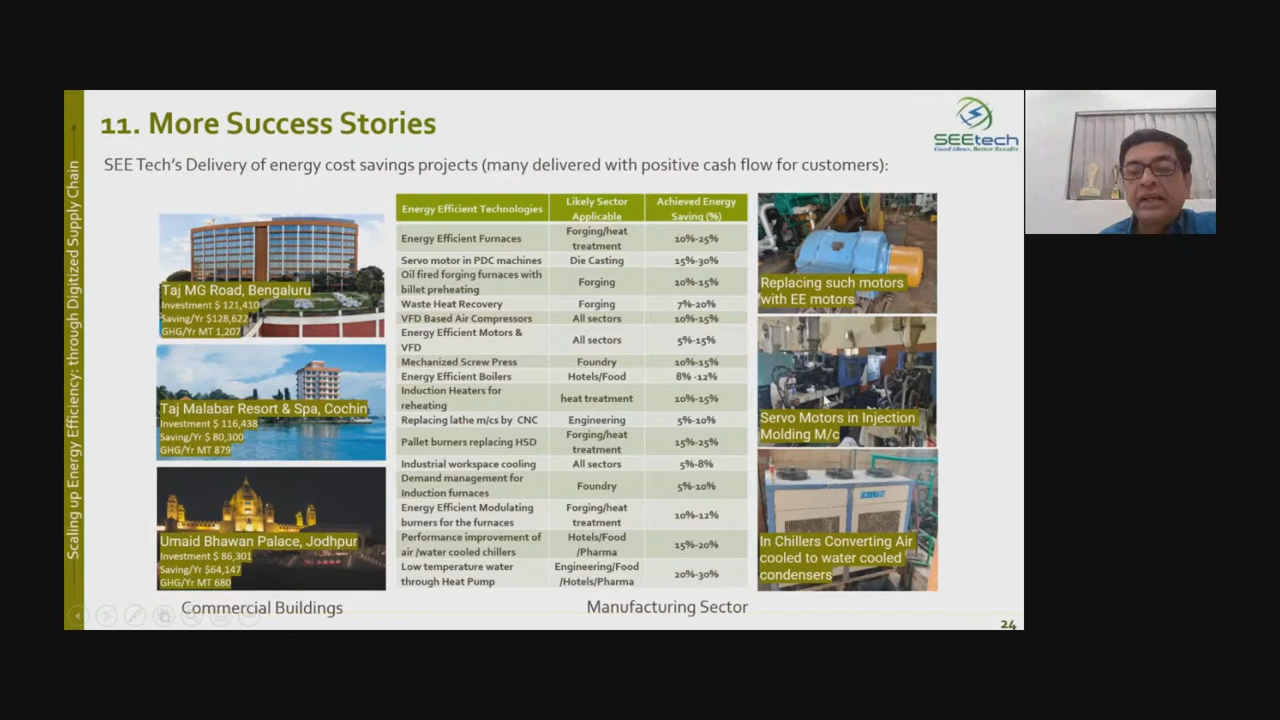 11. More Success Stories
SEEtech
Good Ideas, Better Results
SEE Tech's Delivery of energy cost savings projects (many delivered with positive cash flow for customers):
Scaling up Energy Efficiency: through Digitized Supply Chain
Taj MG Road, Bengaluru
Investment $ 121,410
Saving/Yr $128,622
GHG/Yr MT 1,207
Taj Malabar Resort & Spa, Cochin
Investment $ 116,438
Saving/Yr $ 80,300
GHG/Yr MT 879
Umaid Bhawan Palace, Jodhpur
Investment $ 86,301
Saving/Yr $64,147
GHG/Yr MT 680
Commercial Buildings
Energy Efficient Technologies
Likely Sector
Applicable
Achieved Energy
Saving (%)
Energy Efficient Furnaces
Forging/heat
treatment
10%-25%
Servo motor in PDC machines
Die Casting
15%-30%
Oil fired forging furnaces with
billet preheating
Forging
10%-15%
Waste Heat Recovery
Forging
7%-20%
VFD Based Air Compressors
All sectors
10%-15%
Energy Efficient Motors &
VFD
All sectors
5%-15%
Mechanized Screw Press
Foundry
10%-15%
Energy Efficient Boilers
Hotels/Food
8% -12%
Induction Heaters for
reheating
heat treatment
10%-15%
Replacing lathe m/cs by CNC
Engineering
5%-10%
Pallet burners replacing HSD
Forging/heat
treatment
15%-25%
Industrial workspace cooling
All sectors
5%-8%
Demand management for
Induction furnaces
Foundry
5%-10%
Energy Efficient Modulating
burners for the furnaces
Forging/heat
treatment
10%-12%
Performance improvement of
air /water cooled chillers
Hotels/Food
/Pharma
15%-20%
Low temperature water
through Heat Pump
Engineering/Food
/Hotels/Pharma
20%-30%
Manufacturing Sector
Replacing such motors
with EE motors
Servo Motors in Injection
Molding M/c
In Chillers Converting Air
cooled to water cooled
condensers
24